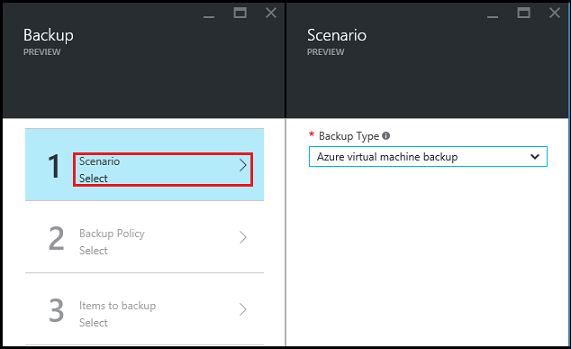 Backup
PREVIEW
1
Scenario
Select
2
Backup Policy
Select
3
Items to backup
Select
Scenario
PREVIEW
* Backup Type
Azure virtual machine backup